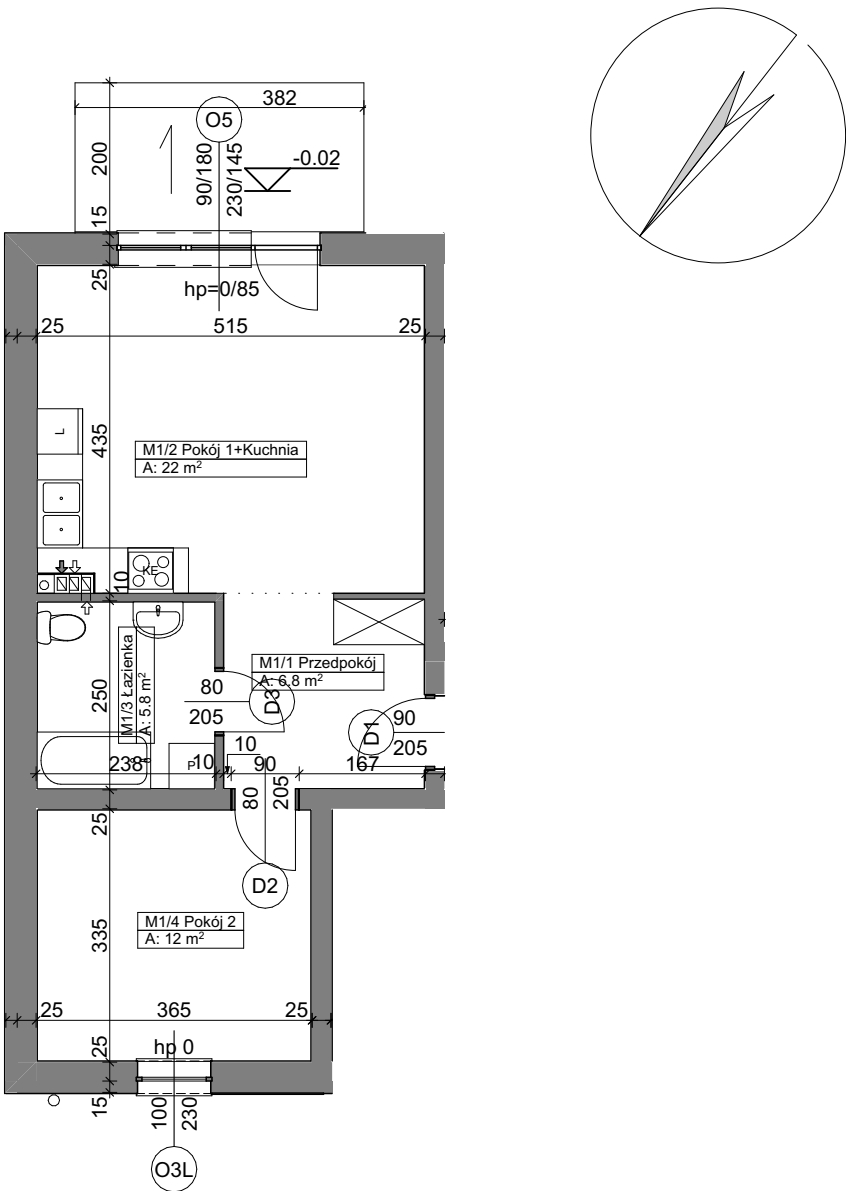 382
O5
200
90/180
230/145
-0.02
15
25
hp=0/85
25
515
25
L
435
M1/2 Pokój 1+Kuchnia
A: 22 m²
KE
10
M1/3 Łazienka
A: 5.8 m²
250
M1/1 Przedpokój
A: 6.8 m²
80
205
D3
D1
90
205
238
P
10
10
90
167
80
205
25
D2
335
M1/4 Pokój 2
A: 12 m²
25
365
25
25
hp 0
15
100
230
O3L